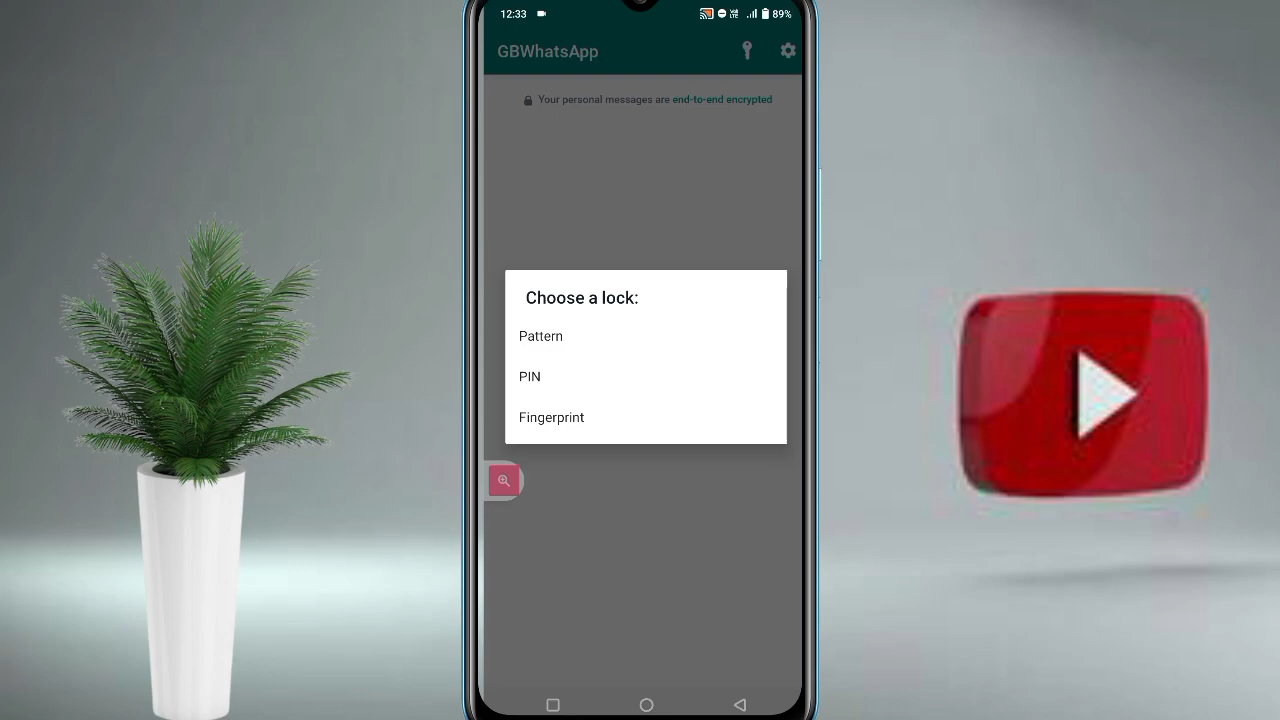 12:33
89%
GBWhatsApp
Your personal messages are end-to-end encrypted
Choose a lock:
Pattern
PIN
Fingerprint